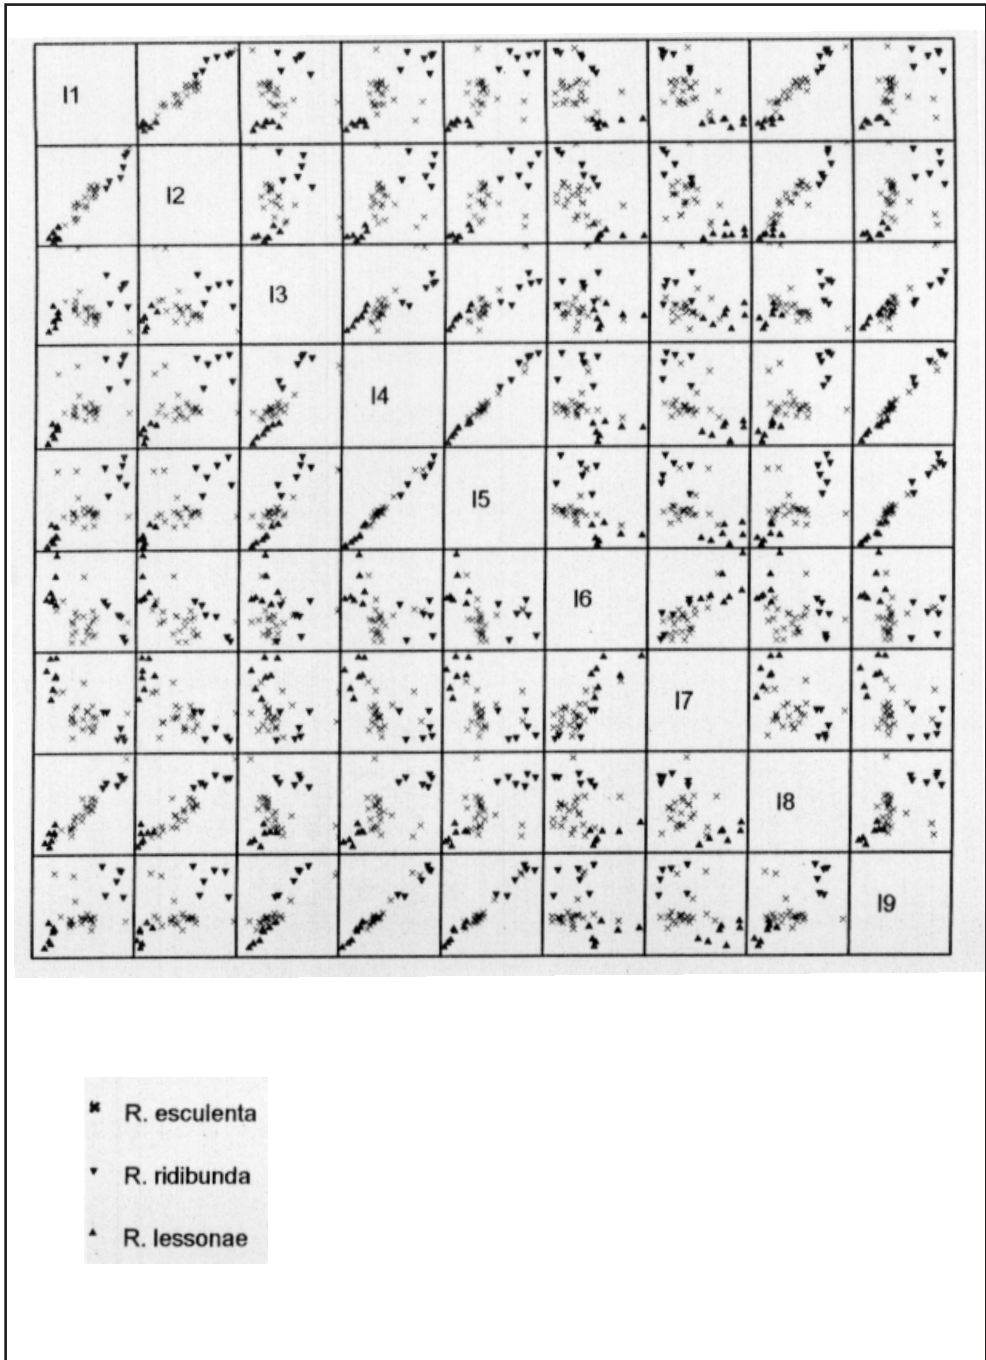 I1
I2
I3
I4
I5
I6
I7
I8
I9
R. esculenta
R. ridibunda
R. lessonae